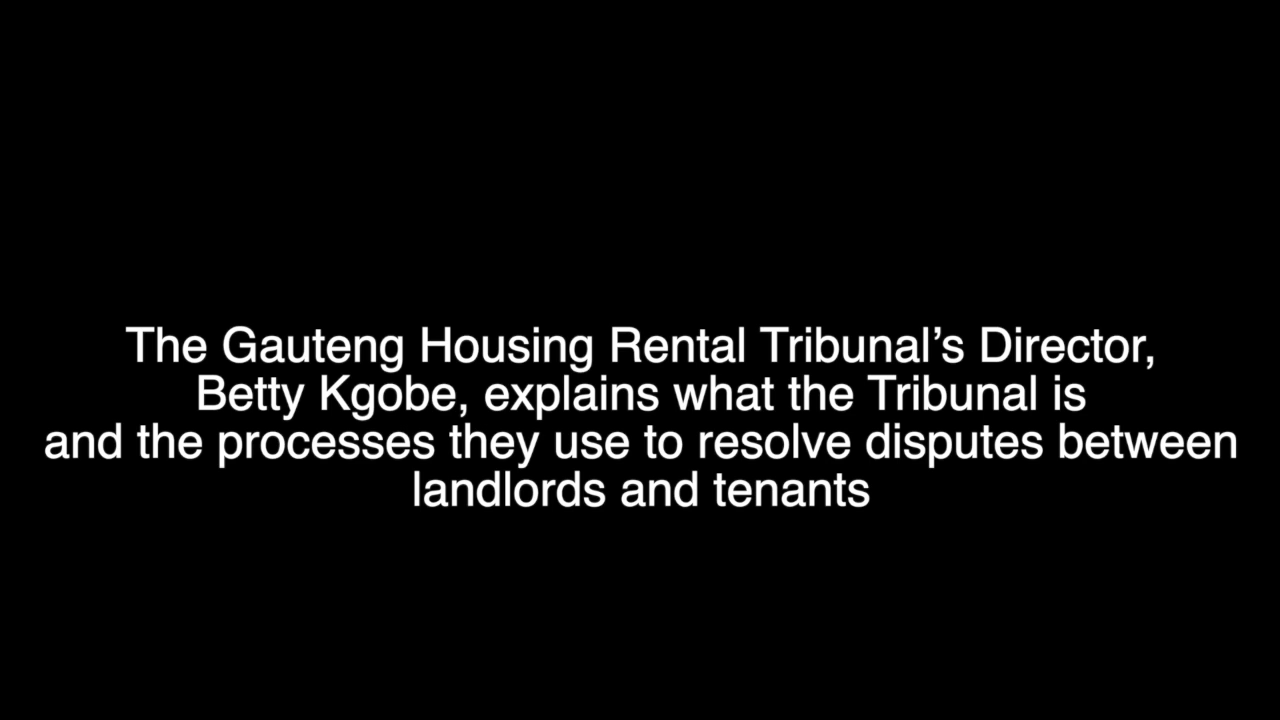 The Gauteng Housing Rental Tribunal’s Director,
Betty Kgobe, explains what the Tribunal is
and the processes they use to resolve disputes between
landlords and tenants